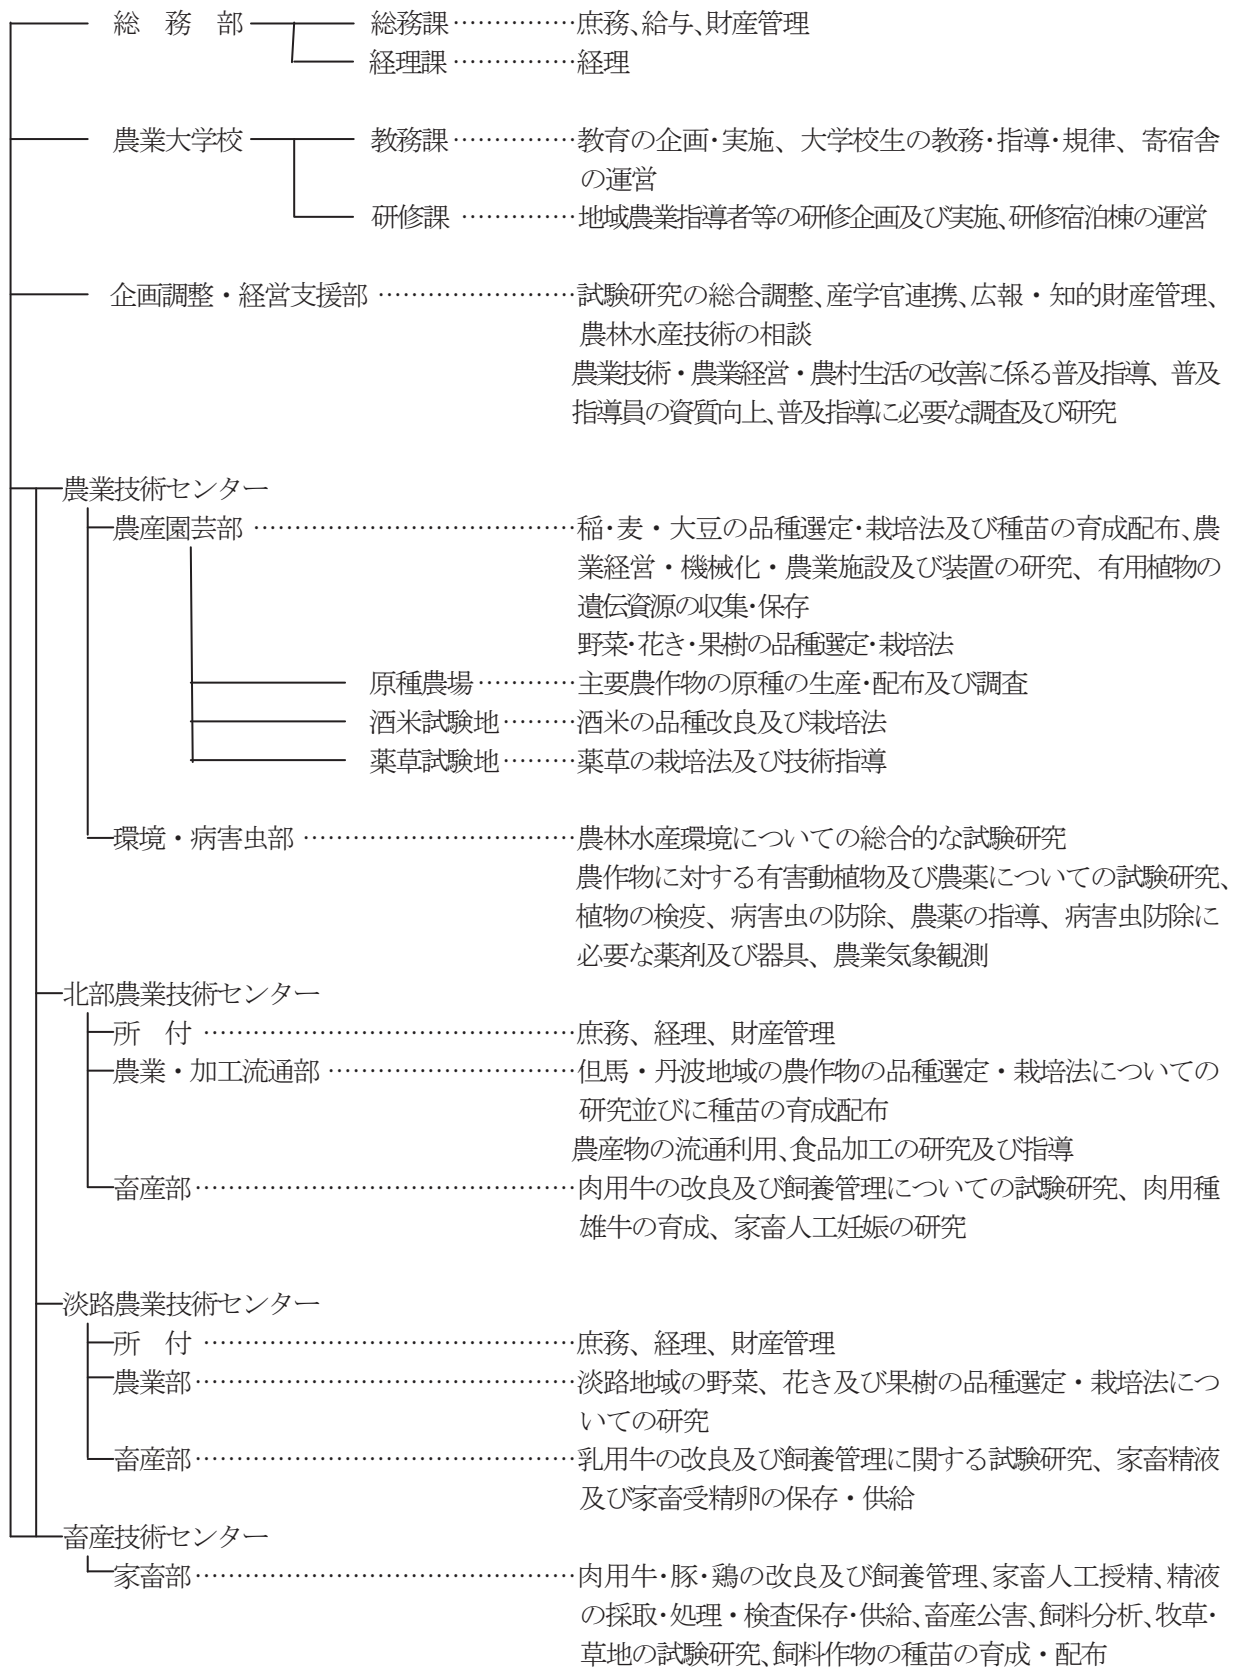 総　務　部 総務課……………庶務、給与、財産管理
経理課……………経理
農業大学校 教務課……………教育の企画・実施、大学校生の教務・指導・規律、寄宿舎
の運営
研修課……………地域農業指導者等の研修企画及び実施、研修宿泊棟の運営
企画調整・経営支援部……………………試験研究の総合調整、産学官連携、広報・知的財産管理、
農林水産技術の相談
農業技術・農業経営・農村生活の改善に係る普及指導、普及
指導員の資質向上、普及指導に必要な調査及び研究
農業技術センター
農産園芸部…………………………………稲・麦・大豆の品種選定・栽培法及び種苗の育成配布、農
業経営・機械化・農業施設及び装置の研究、有用植物の
遺伝資源の収集・保存
野菜・花き・果樹の品種選定・栽培法
原種農場…………主要農作物の原種の生産・配布及び調査
酒米試験地………酒米の品種改良及び栽培法
薬草試験地………薬草の栽培法及び技術指導
環境・病害虫部……………………………農林水産環境についての総合的な試験研究
農作物に対する有害動植物及び農薬についての試験研究、
植物の検疫、病害虫の防除、農薬の指導、病害虫防除に
必要な薬剤及び器具、農業気象観測
北部農業技術センター
所　付………………………………………庶務、経理、財産管理
農業・加工流通部…………………………但馬・丹波地域の農作物の品種選定・栽培法についての
研究並びに種苗の育成配布
農産物の流通利用、食品加工の研究及び指導
畜産部………………………………………肉用牛の改良及び飼養管理についての試験研究、肉用種
雄牛の育成、家畜人工妊娠の研究
淡路農業技術センター
所　付………………………………………庶務、経理、財産管理
農業部………………………………………淡路地域の野菜、花き及び果樹の品種選定・栽培法につ
いての研究
畜産部………………………………………乳用牛の改良及び飼養管理に関する試験研究、家畜精液
及び家畜受精卵の保存・供給
畜産技術センター
家畜部………………………………………肉用牛・豚・鶏の改良及び飼養管理、家畜人工授精、精液
の採取・処理・検査保存・供給、畜産公害、飼料分析、牧草・
草地の試験研究、飼料作物の種苗の育成・配布